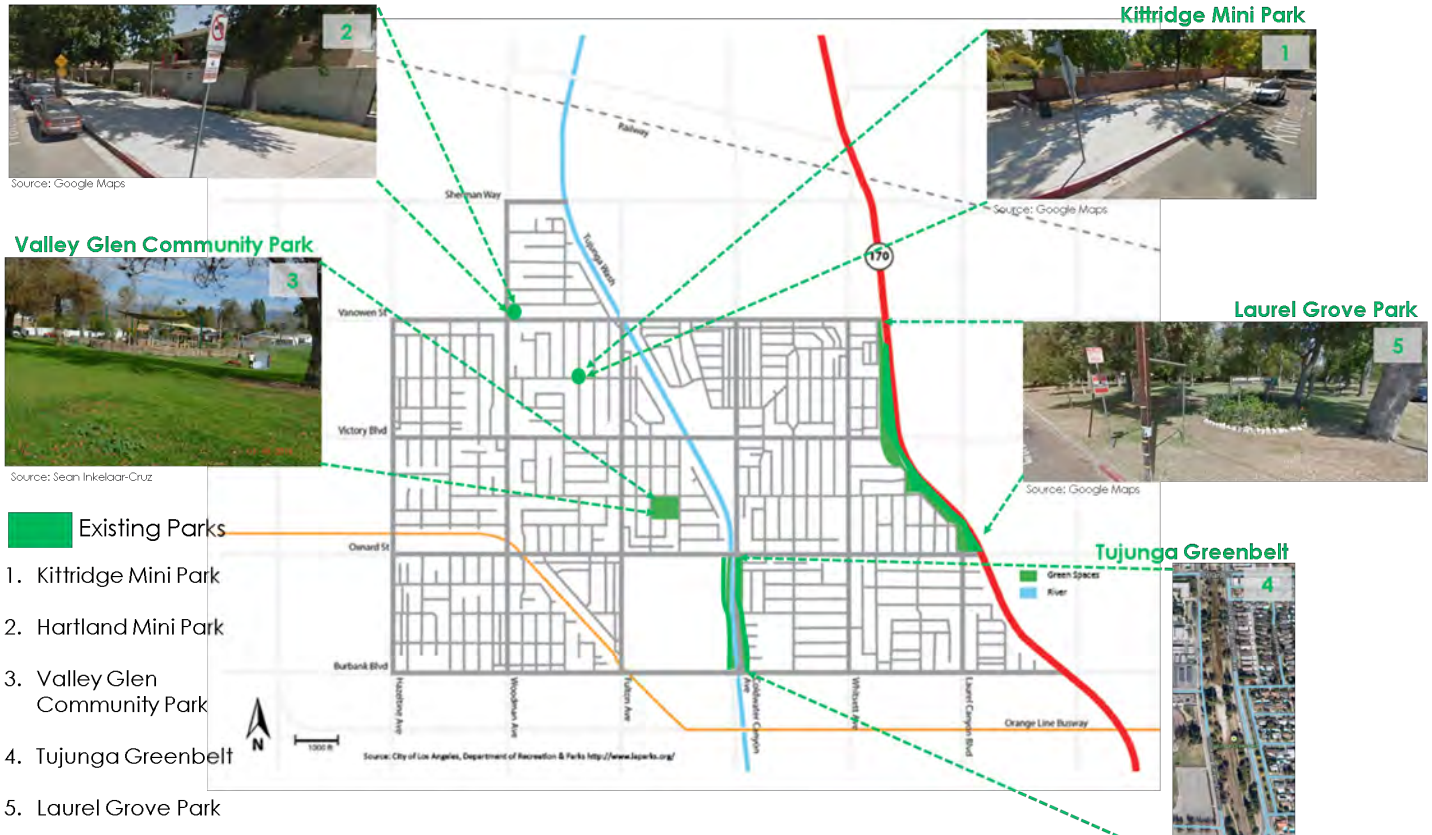 2
Source: Google Maps
Kittridge Mini Park
1
Source: Google Maps
Valley Glen Community Park
3
Source: Sean Inkelaar-Cruz
Laurel Grove Park
5
Source: Google Maps
Tujunga Greenbelt
4
Railway
Sherman Way
Tujunga Wash
170
Vanowen St
Victory Blvd
Oxnard St
Burbank Blvd
Green Spaces
River
Hazeltine Ave
Woodman Ave
Fulton Ave
Coldwater Canyon
Ave
Whitsett Ave
Laurel Canyon Blvd
Orange Line Busway
N
1000 ft
Source: City of Los Angeles, Department of Recreation & Parks http://www.laparks.org/
Existing Parks
1. Kittridge Mini Park
2. Hartland Mini Park
3. Valley Glen
Community Park
4. Tujunga Greenbelt
5. Laurel Grove Park